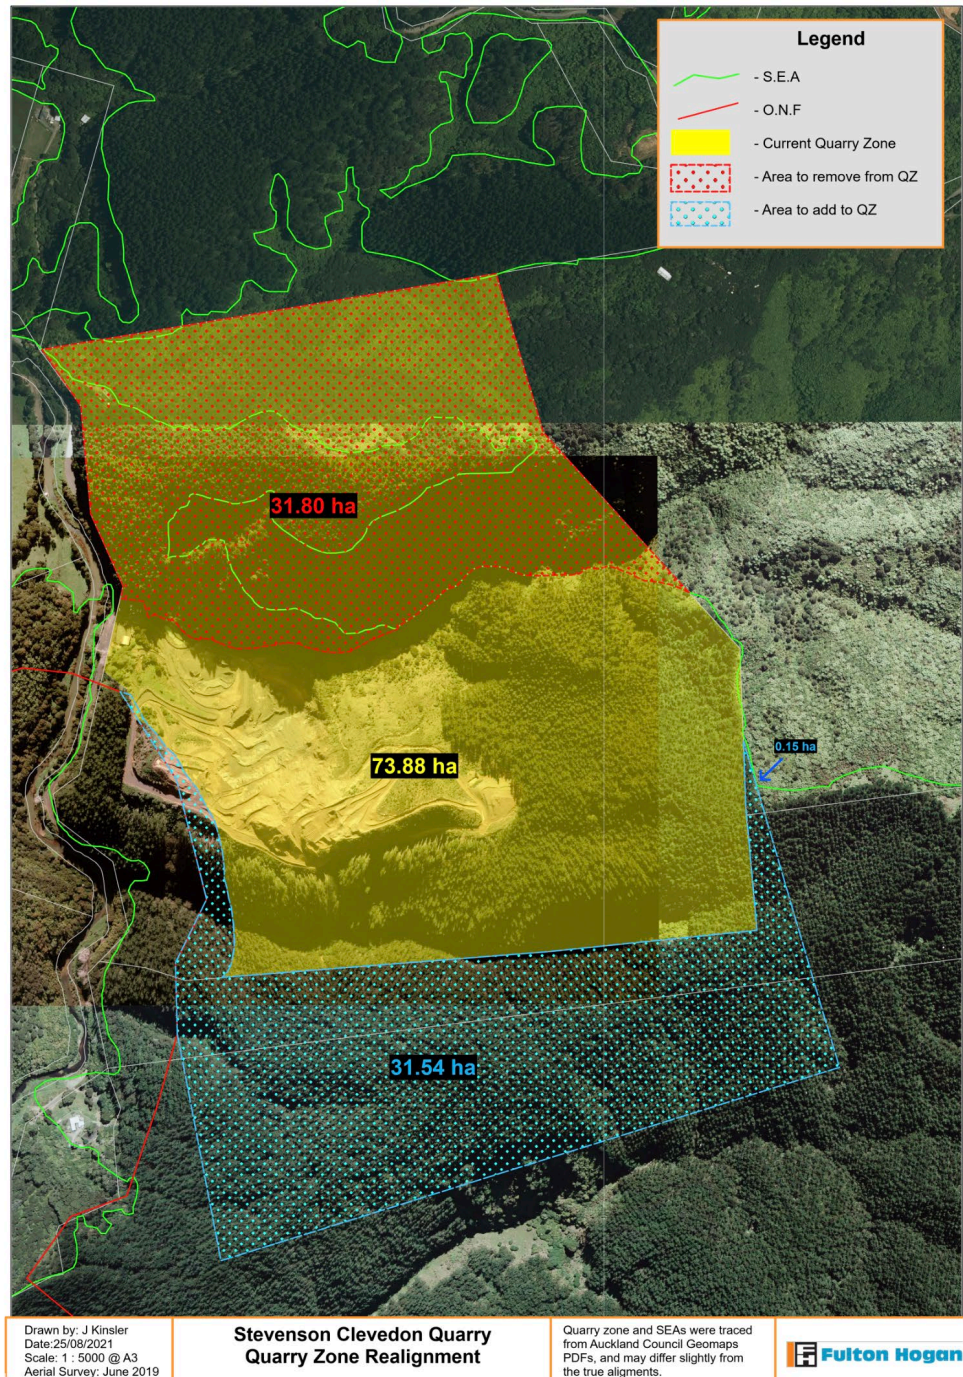 Legend
- S.E.A
- O.N.F
- Current Quarry Zone
- Area to remove from QZ
- Area to add to QZ
31.80 ha
0.15 ha
73.88 ha
31.54 ha
Drawn by: J Kinsler
Date:25/08/2021
Scale: 1 : 5000 @ A3
Aerial Survey: June 2019
Stevenson Clevedon Quarry
Quarry Zone Realignment
Quarry zone and SEAs were traced
from Auckland Council Geomaps
PDFs, and may differ slightly from
the true aligments.
Fulton Hogan